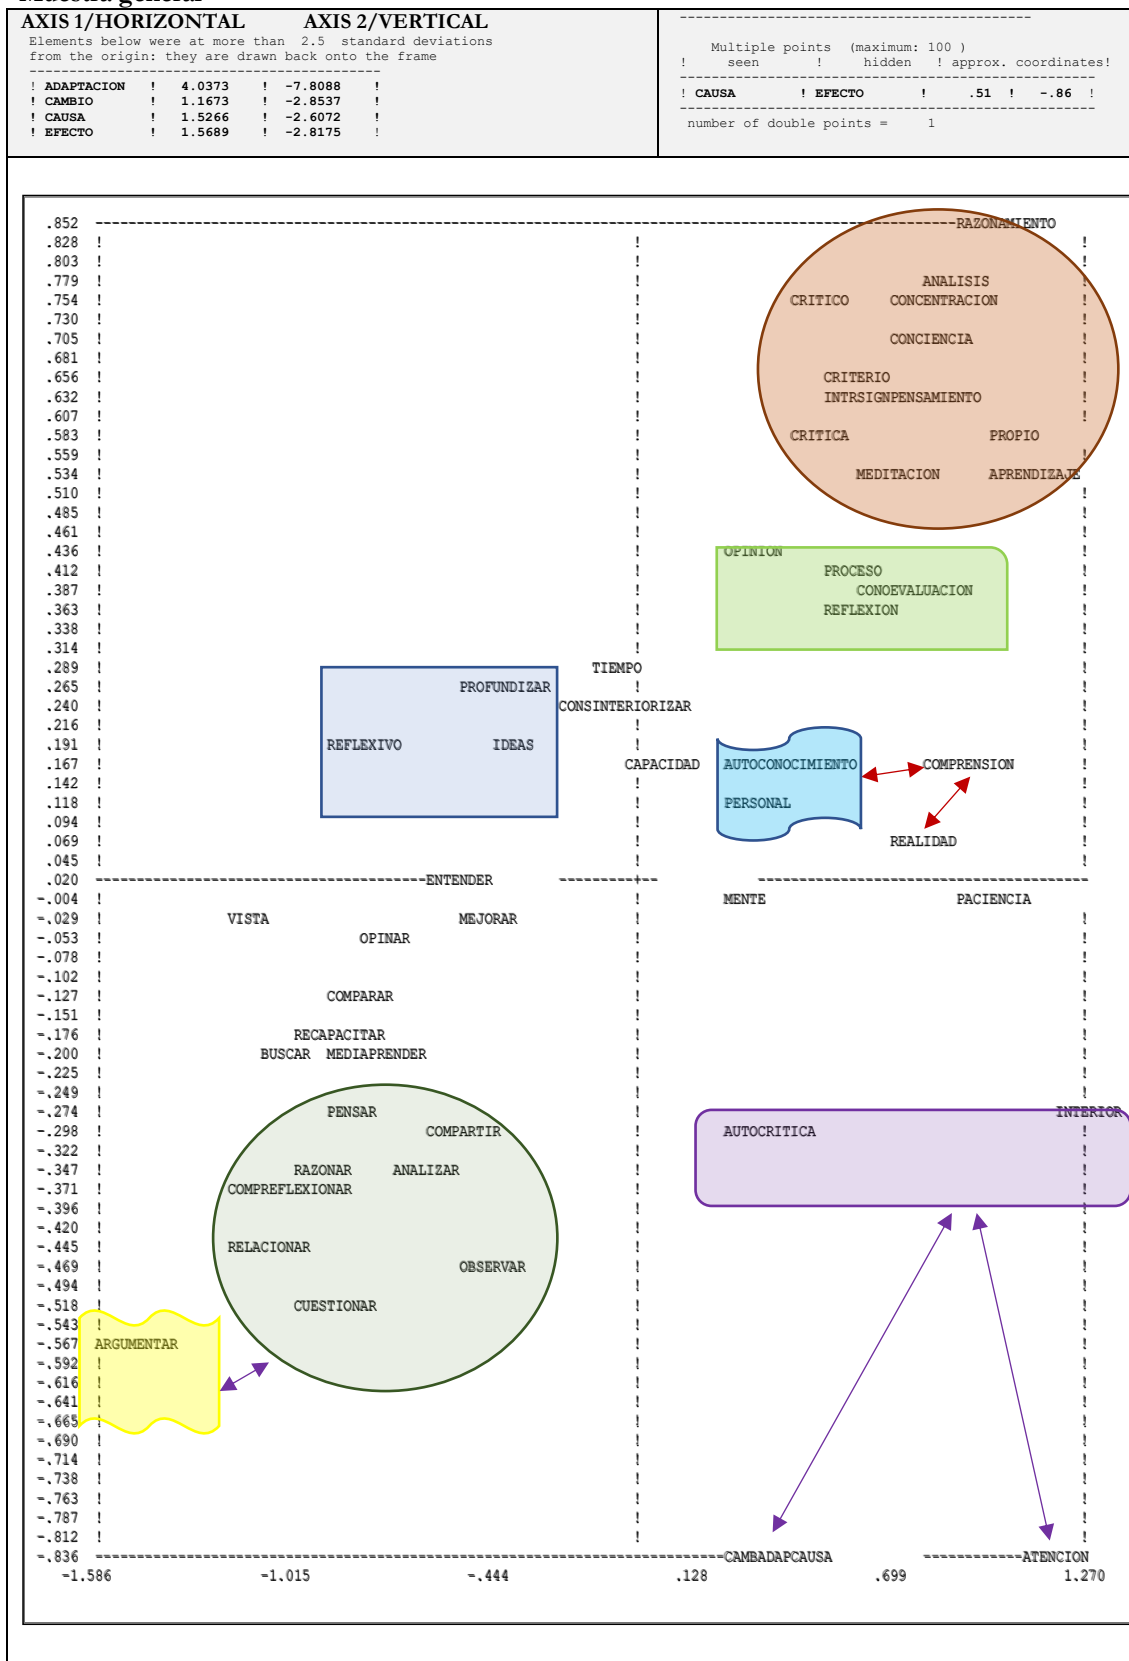 Muestra general
AXIS 1/HORIZONTAL AXIS 2/VERTICAL
Elements below were at more than 2.5 standard deviations
from the origin: they are drawn back onto the frame
--------------------------------------------
! ADAPTACION ! 4.0373 ! -7.8088 !
! CAMBIO ! 1.1673 ! -2.8537 !
! CAUSA ! 1.5266 ! -2.6072 !
! EFECTO ! 1.5689 ! -2.8175 !
--------------------------------------------
Multiple points (maximum: 100 )
! seen ! hidden ! approx. coordinates!
----------------------------------------------------
! CAUSA ! EFECTO ! .51 ! -.86 !
----------------------------------------------------
number of double points = 1
.852 ----------RAZONAMIENTO
.828 ! ! !
.803 ! !
.779 ! ! ANALISIS !
.754 ! ! CRITICO CONCENTRACION !
.730 ! ! !
.705 ! ! CONCIENCIA !
.681 ! ! !
.656 ! ! CRITERIO !
.632 ! ! INTRSIGNPENSAMIENTO !
.607 ! ! !
.583 ! ! CRITICA PROPIO
.559 ! ! !
.534 ! ! MEDITACION APRENDIZAJE
.510 ! ! !
.485 ! ! !
.461 ! ! !
.436 ! ! OPINION !
.412 ! ! PROCESO !
.387 ! ! CONOEVALUACION !
.363 ! ! REFLEXION !
.338 ! ! !
.314 ! ! !
.289 ! TIEMPO !
.265 ! PROFUNDIZAR ! !
.240 ! CONSINTERIORIZAR !
.216 ! ! !
.191 ! REFLEXIVO IDEAS ! !
.167 ! CAPACIDAD AUTOCONOCIMIENTO COMPRENSION !
.142 ! ! !
.118 ! ! PERSONAL !
.094 ! ! !
.069 ! ! REALIDAD !
.045 ! ! !
.020 ----------ENTENDER ----------+-- ----------
-.004 ! ! MENTE PACIENCIA
-.029 ! VISTA MEJORAR ! !
-.053 ! OPINAR ! !
-.078 ! ! !
-.102 ! ! !
-.127 ! COMPARAR ! !
-.151 ! ! !
-.176 ! RECAPACITAR ! !
-.200 ! BUSCAR MEDIAPRENDER ! !
-.225 ! ! !
-.249 ! ! !
-.274 ! PENSAR ! INTERIOR
-.298 ! COMPARTIR ! AUTOCRITICA !
-.322 ! ! !
-.347 ! RAZONAR ANALIZAR ! !
-.371 ! COMPREFLEXIONAR ! !
-.396 ! ! !
-.420 ! ! !
-.445 ! RELACIONAR ! !
-.469 ! OBSERVAR ! !
-.494 ! ! !
-.518 ! CUESTIONAR ! !
-.543 ! ! !
-.567 ARGUMENTAR ! !
-.592 ! ! !
-.616 ! ! !
-.641 ! ! !
-.665 ! ! !
-.690 ! ! !
-.714 ! ! !
-.738 ! ! !
-.763 ! ! !
-.787 ! ! !
-.812 ! ! !
-.836 ----------CAMBADAPCAUSA ------------ATENCION
-1.586 -1.015 -.444 .128 .699 1.270